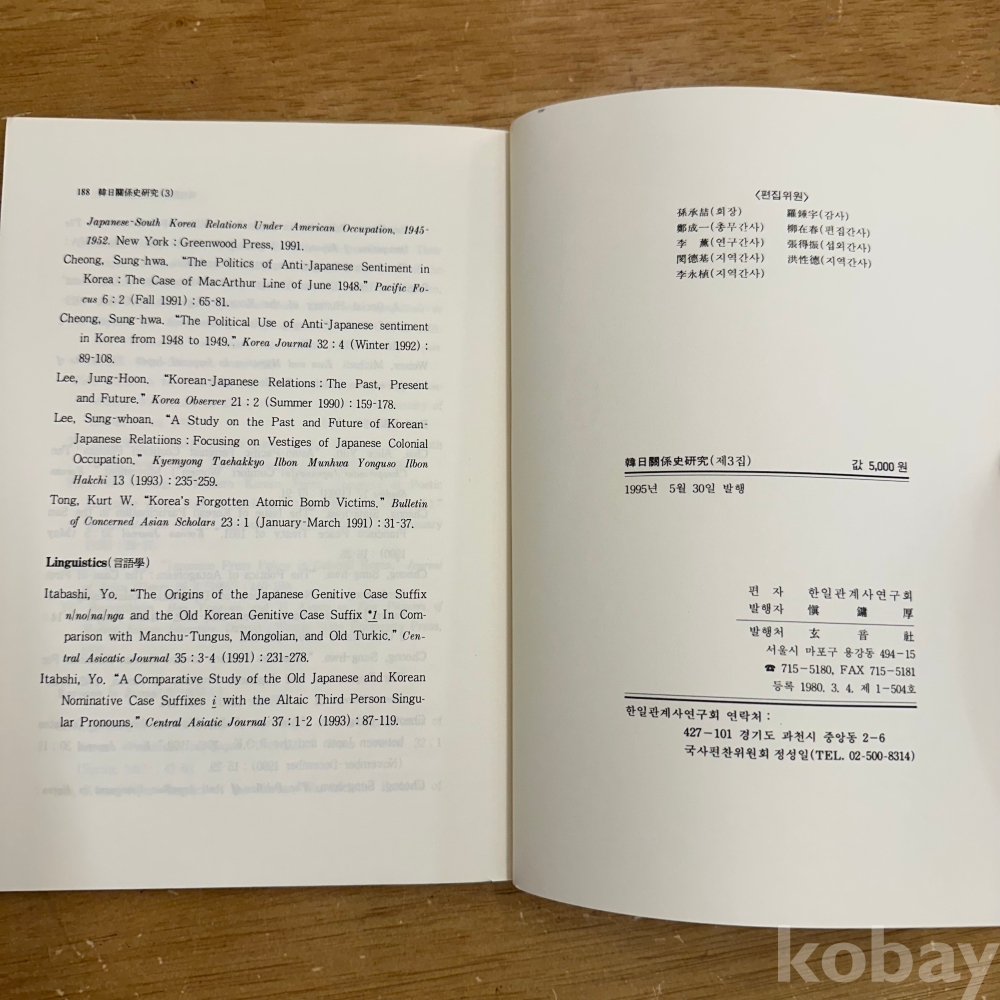 188 韓日關係史硏究(3)
Japanese-South Korea Relations Under American Occupation, 1945-
1952. New York : Greenwood Press, 1991.
Cheong, Sung-hwa. “The Politics of Anti-Japanese Sentiment in
Korea : The Case of MacArthur Line of June 1948.” Pacific Fo-
cus 6 : 2 (Fall 1991) : 65-81.
Cheong, Sung-hwa. “The Political Use of Anti-Japanese sentiment
in Korea from 1948 to 1949.” Korea Journal 32 : 4 (Winter 1992) :
89-108.
Lee, Jung-Hoon. “Korean-Japanese Relations : The Past, Present
and Future.” Korea Observer 21 : 2 (Summer 1990) : 159-178.
Lee, Sung-whoan. “A Study on the Past and Future of Korean-
Japanese Relatiions : Focusing on Vestiges of Japanese Colonial
Occupation.” Kyemyong Taehakkyo Ilbon Munhwa Yonguso Ilbon
Hakchi 13 (1993) : 235-259.
Tong, Kurt W. “Korea's Forgotten Atomic Bomb Victims.” Bulletin
of Concerned Asian Scholars 23 : 1 (January-March 1991) : 31-37.
Linguistics(言語學)
Itabashi, Yo. “The Origins of the Japanese Genitive Case Suffix
n/no/na/nga and the Old Korean Genitive Case Suffix *I In Com-
parison with Manchu-Tungus, Mongolian, and Old Turkic.” Cen-
tral Asicatic Journal 35 : 3-4 (1991) : 231-278.
Itabshi, Yo. “A Comparative Study of the Old Japanese and Korean
Nominative Case Suffixes i with the Altaic Third Person Singu-
lar Pronouns.” Central Asiatic Journal 37 : 1-2 (1993) : 87-119.
〈편집위원〉
孫承喆(회장) 羅鍾宇(감사)
鄭成一(총무간사) 柳在春(편집간사)
李 薰(연구간사) 張得振(섭외간사)
閔德基(지역간사) 洪性德(지역간사)
李永植(지역간사)
韓日關係史硏究(제3집) 값 5,000원
1995년 5월 30일 발행
편 자 한일관계사연구회
발행자 愼鏞厚
발행처 玄音社
서울시 마포구 용강동 494-15
☎ 715-5180, FAX 715-5181
등록 1980. 3. 4. 제 1-504호
한일관계사연구회 연락처 :
427-101 경기도 과천시 중앙동 2-6
국사편찬위원회 정성일(TEL. 02-500-8314)
kobay